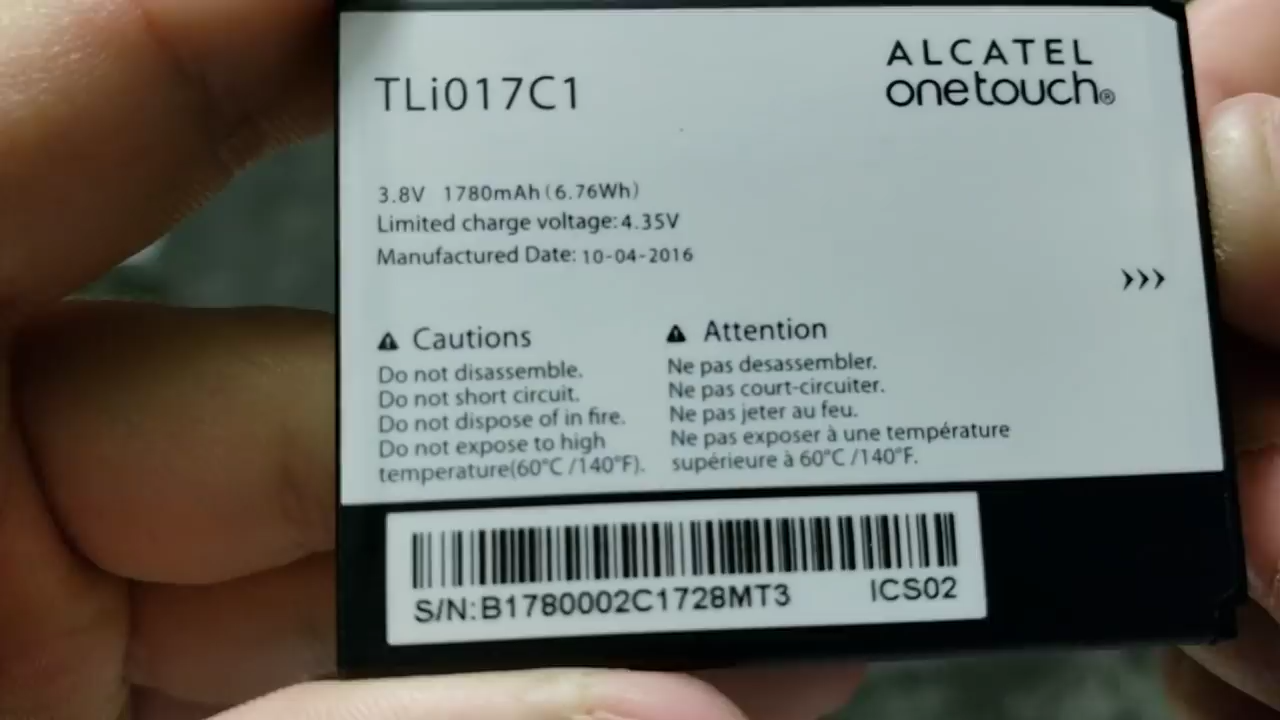 TLi017C1
ALCATEL
onetouch®
3.8V 1780mAh(6.76Wh)
Limited charge voltage:4.35V
Manufactured Date: 10-04-2016
›››
⚠ Cautions
Do not disassemble.
Do not short circuit.
Do not dispose of in fire.
Do not expose to high
temperature(60°C /140°F).
⚠ Attention
Ne pas desassembler.
Ne pas court-circuiter.
Ne pas jeter au feu.
Ne pas exposer à une température
supérieure à 60°C /140°F.
S/N:B1780002C1728MT3 ICS02